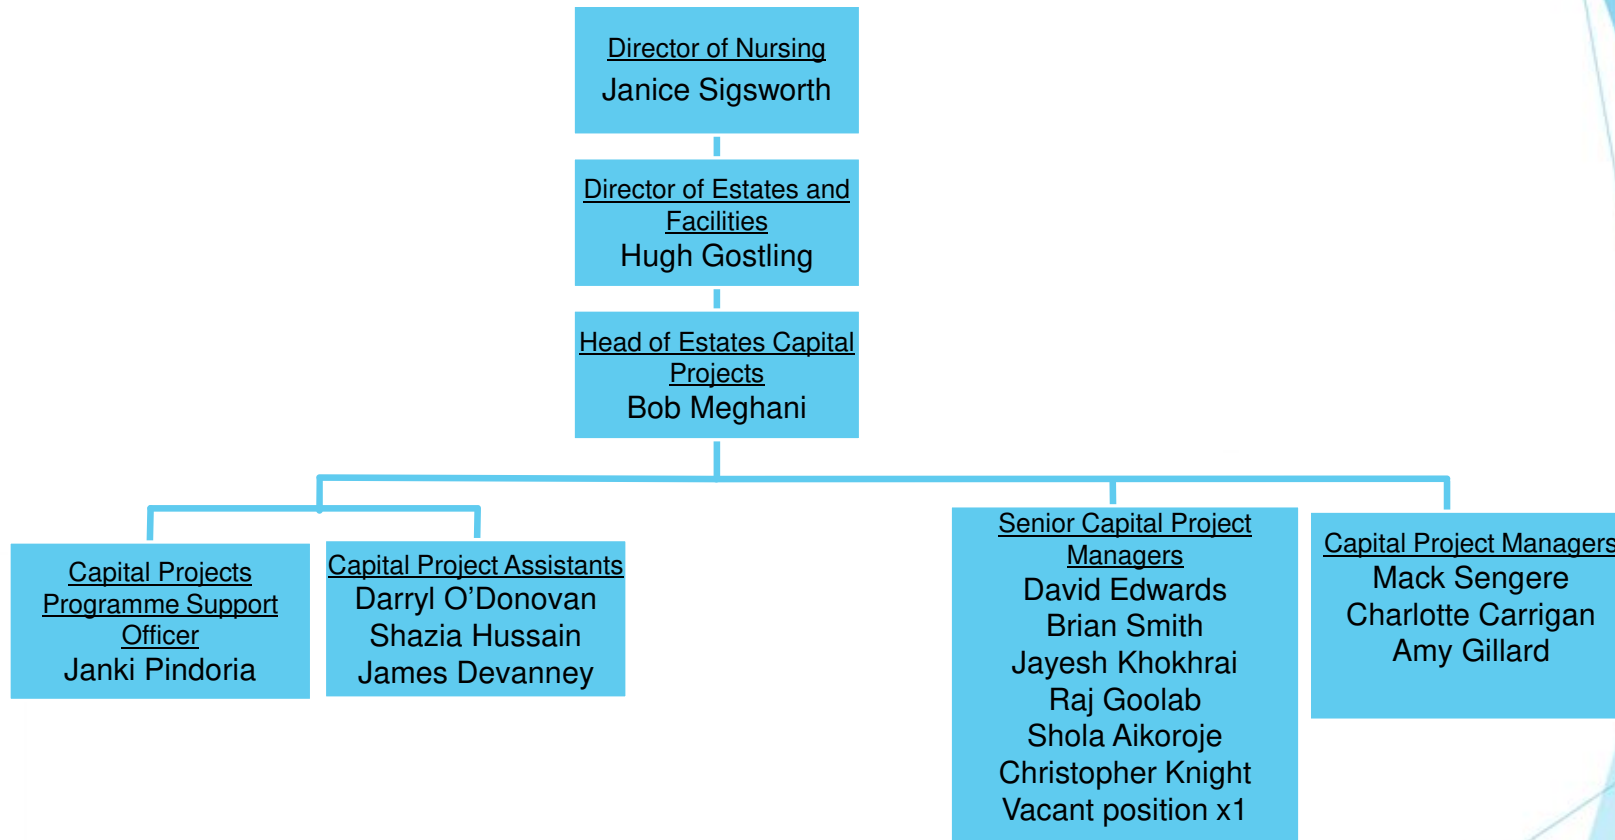 Director of Nursing
Janice Sigsworth
Director of Estates and
Facilities
Hugh Gostling
Head of Estates Capital
Projects
Bob Meghani
Capital Projects
Programme Support
Officer
Janki Pindoria
Capital Project Assistants
Darryl O’Donovan
Shazia Hussain
James Devanney
Senior Capital Project
Managers
David Edwards
Brian Smith
Jayesh Khokhrai
Raj Goolab
Shola Aikoroje
Christopher Knight
Vacant position x1
Capital Project Managers
Mack Sengere
Charlotte Carrigan
Amy Gillard